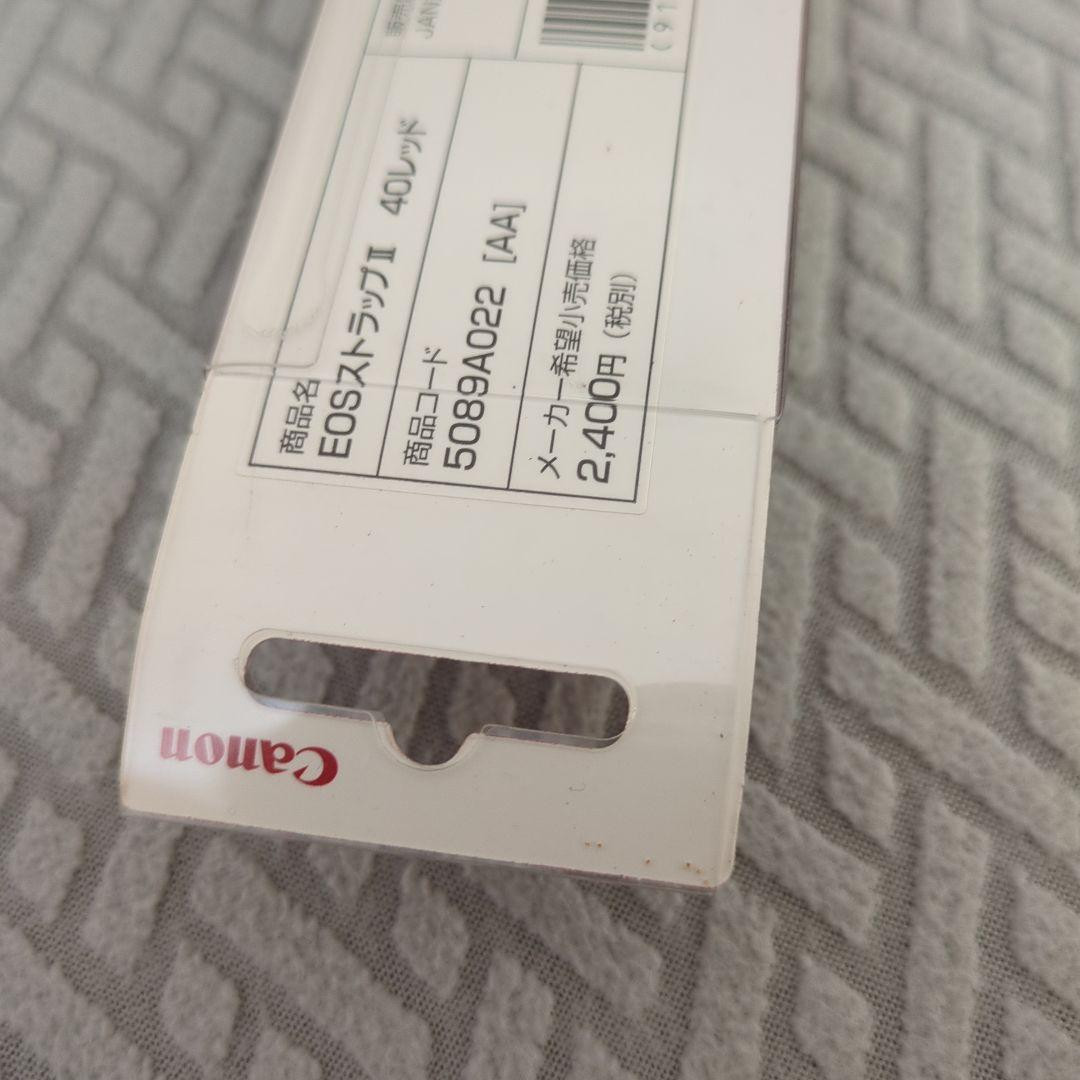 商品名
EOSストラップⅡ 40レッド
商品コード
5089A022 [AA]
メーカー希望小売価格
2,400円(税別)
JAN
(91
Canon